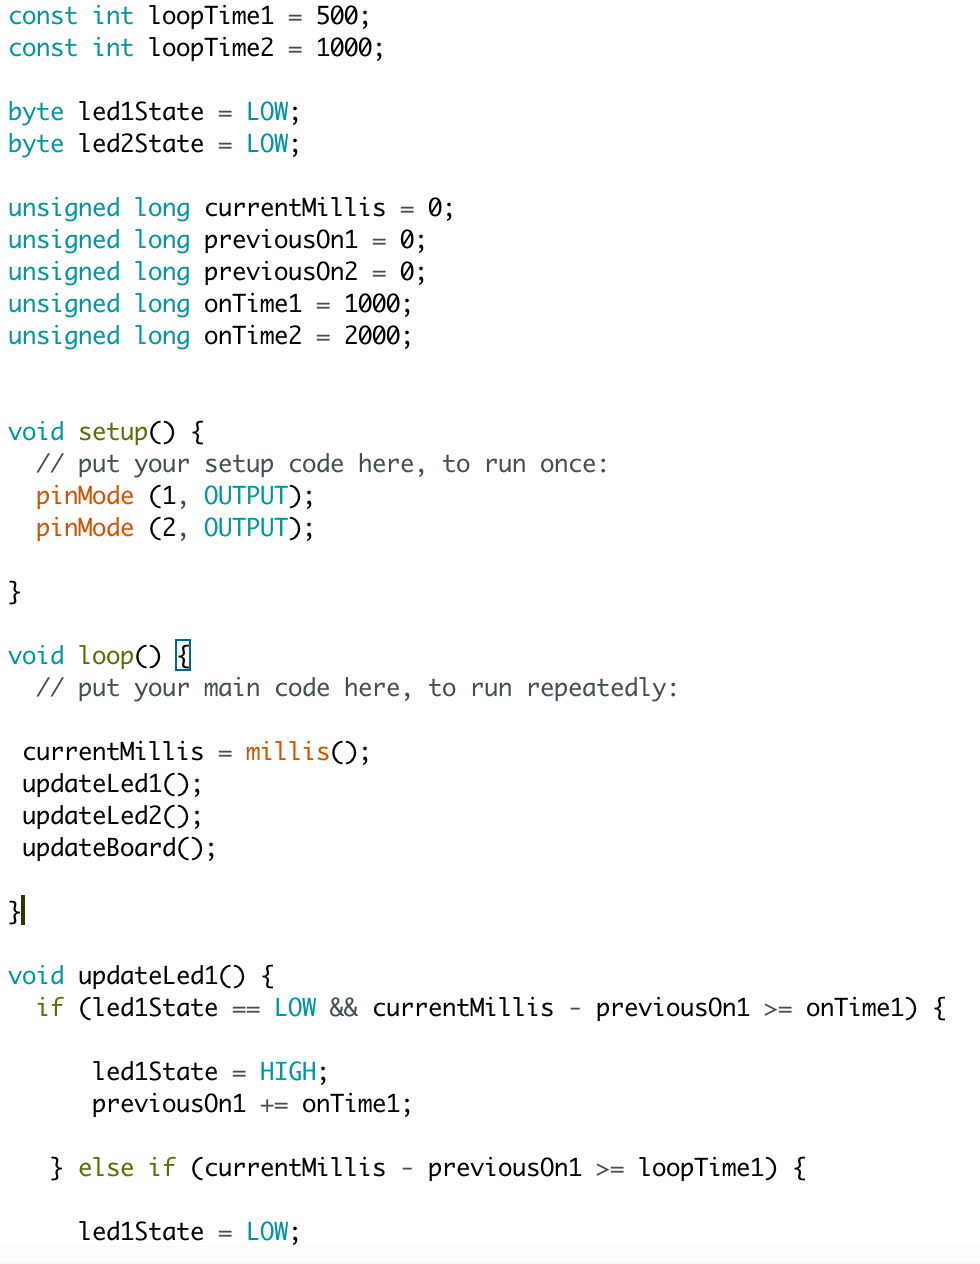 const int loopTime1 = 500;
const int loopTime2 = 1000;

byte led1State = LOW;
byte led2State = LOW;

unsigned long currentMillis = 0;
unsigned long previousOn1 = 0;
unsigned long previousOn2 = 0;
unsigned long onTime1 = 1000;
unsigned long onTime2 = 2000;

void setup() {
  // put your setup code here, to run once:
  pinMode (1, OUTPUT);
  pinMode (2, OUTPUT);

}

void loop() {
  // put your main code here, to run repeatedly:

 currentMillis = millis();
 updateLed1();
 updateLed2();
 updateBoard();

}

void updateLed1() {
  if (led1State == LOW && currentMillis - previousOn1 >= onTime1) {

      led1State = HIGH;
      previousOn1 += onTime1;

   } else if (currentMillis - previousOn1 >= loopTime1) {

     led1State = LOW;